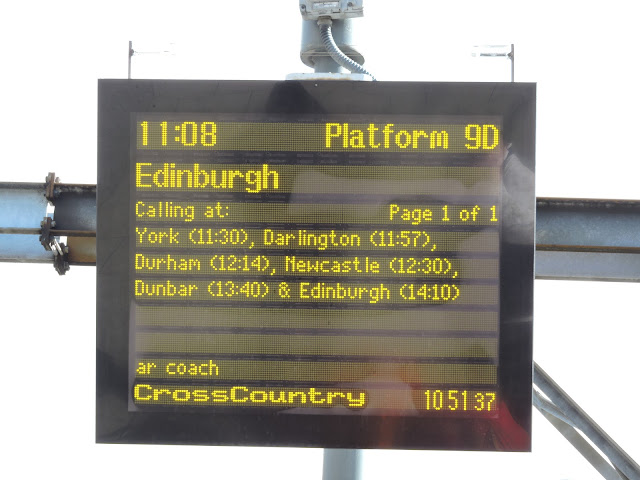 11:08 Platform 9D
Edinburgh
Calling at: Page 1 of 1
York (11:30), Darlington (11:57),
Durham (12:14), Newcastle (12:30),
Dunbar (13:40) & Edinburgh (14:10)
ar coach
CrossCountry 10 51 37